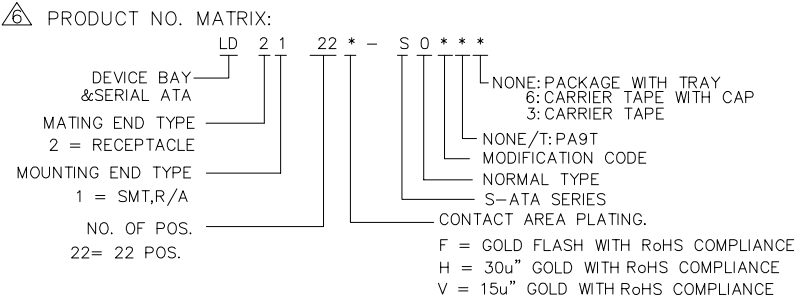 6 PRODUCT NO. MATRIX:
LD 2 1 22 * - S 0 * * *
DEVICE BAY
&SERIAL ATA
MATING END TYPE
2 = RECEPTACLE
MOUNTING END TYPE
1 = SMT,R/A
NO. OF POS.
22= 22 POS.
NONE:PACKAGE WITH TRAY
6:CARRIER TAPE WITH CAP
3:CARRIER TAPE
NONE/T:PA9T
MODIFICATION CODE
NORMAL TYPE
S-ATA SERIES
CONTACT AREA PLATING.
F = GOLD FLASH WITH RoHS COMPLIANCE
H = 30u" GOLD WITH RoHS COMPLIANCE
V = 15u" GOLD WITH RoHS COMPLIANCE